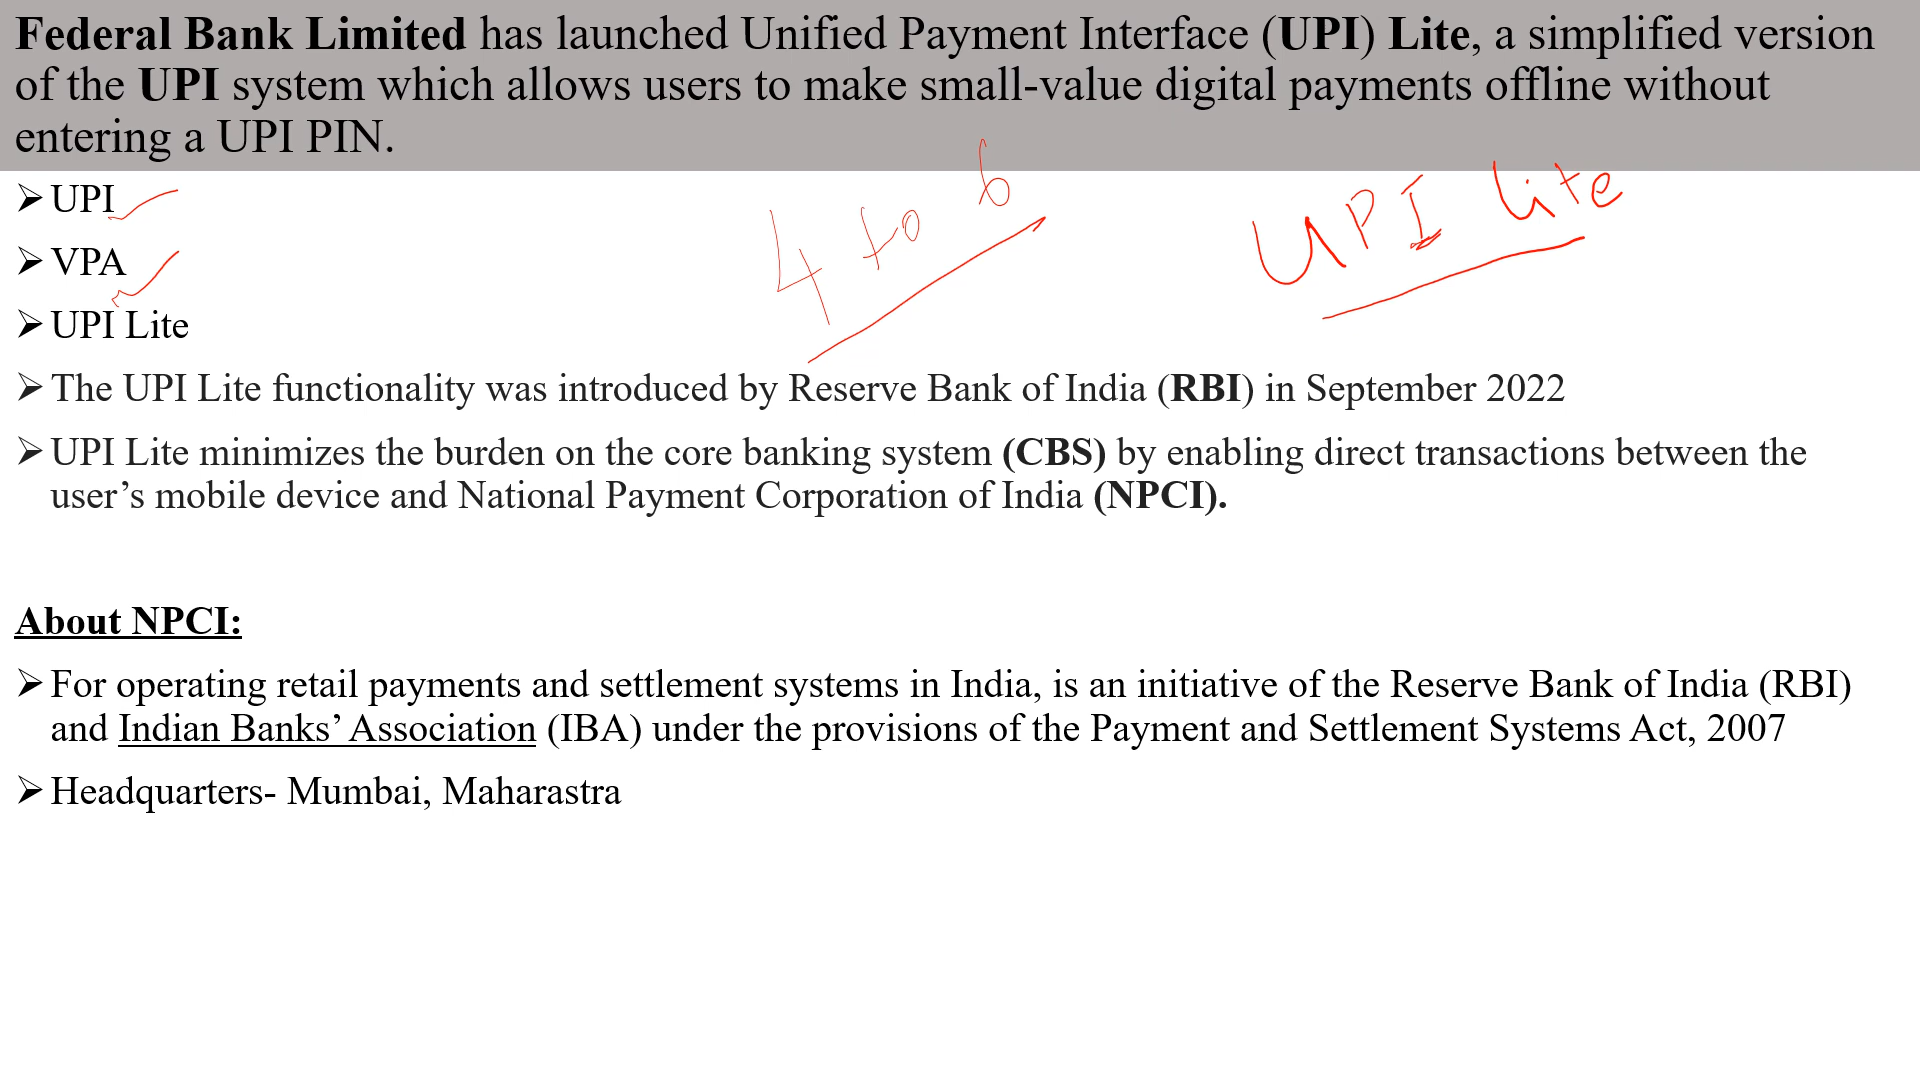 Federal Bank Limited has launched Unified Payment Interface (UPI) Lite, a simplified version
of the UPI system which allows users to make small-value digital payments offline without
entering a UPI PIN.
➢ UPI
4 to 6
UPI Lite
➢ VPA
➢ UPI Lite
➢ The UPI Lite functionality was introduced by Reserve Bank of India (RBI) in September 2022
➢ UPI Lite minimizes the burden on the core banking system (CBS) by enabling direct transactions between the
user’s mobile device and National Payment Corporation of India (NPCI).
About NPCI:
➢ For operating retail payments and settlement systems in India, is an initiative of the Reserve Bank of India (RBI)
and Indian Banks’ Association (IBA) under the provisions of the Payment and Settlement Systems Act, 2007
➢ Headquarters- Mumbai, Maharastra